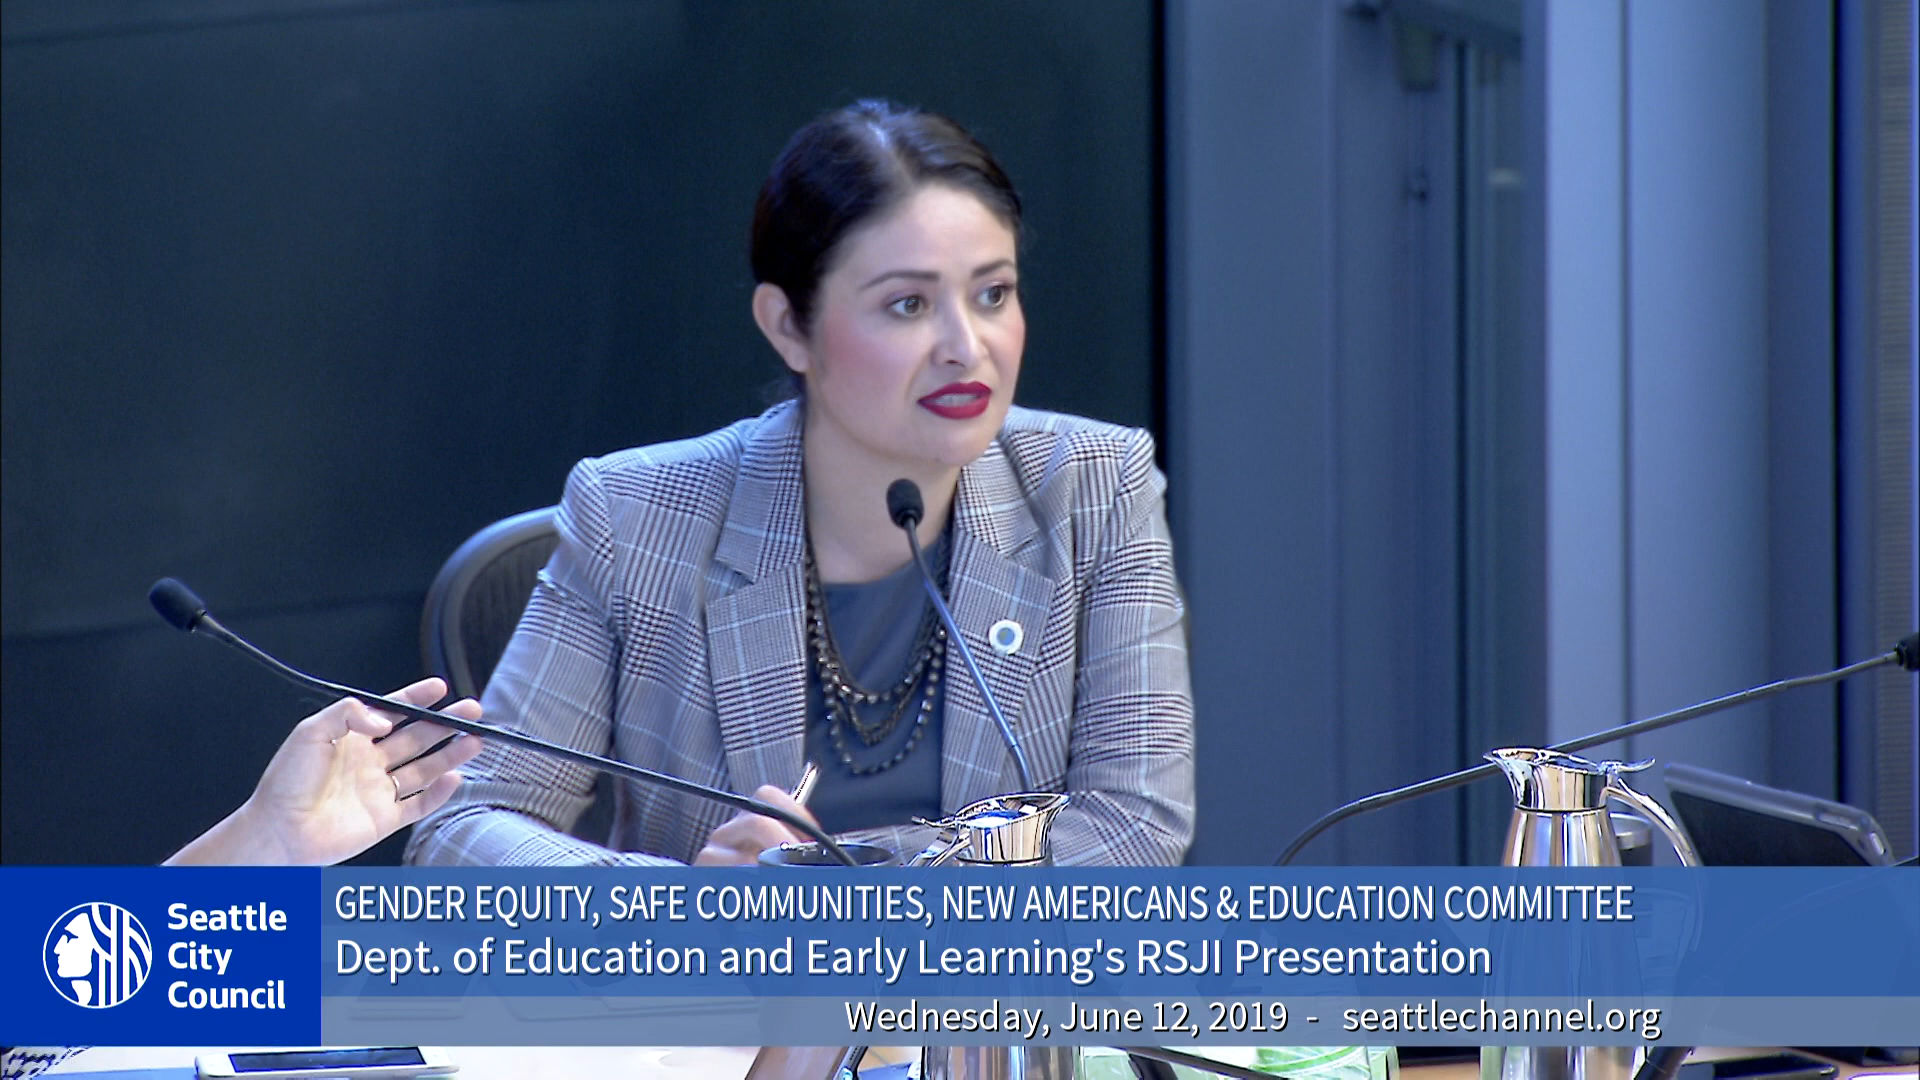 GENDER EQUITY, SAFE COMMUNITIES, NEW AMERICANS & EDUCATION COMMITTEE
Dept. of Education and Early Learning's RSJI Presentation
Seattle
City
Council
Wednesday, June 12, 2019 - seattlechannel.org